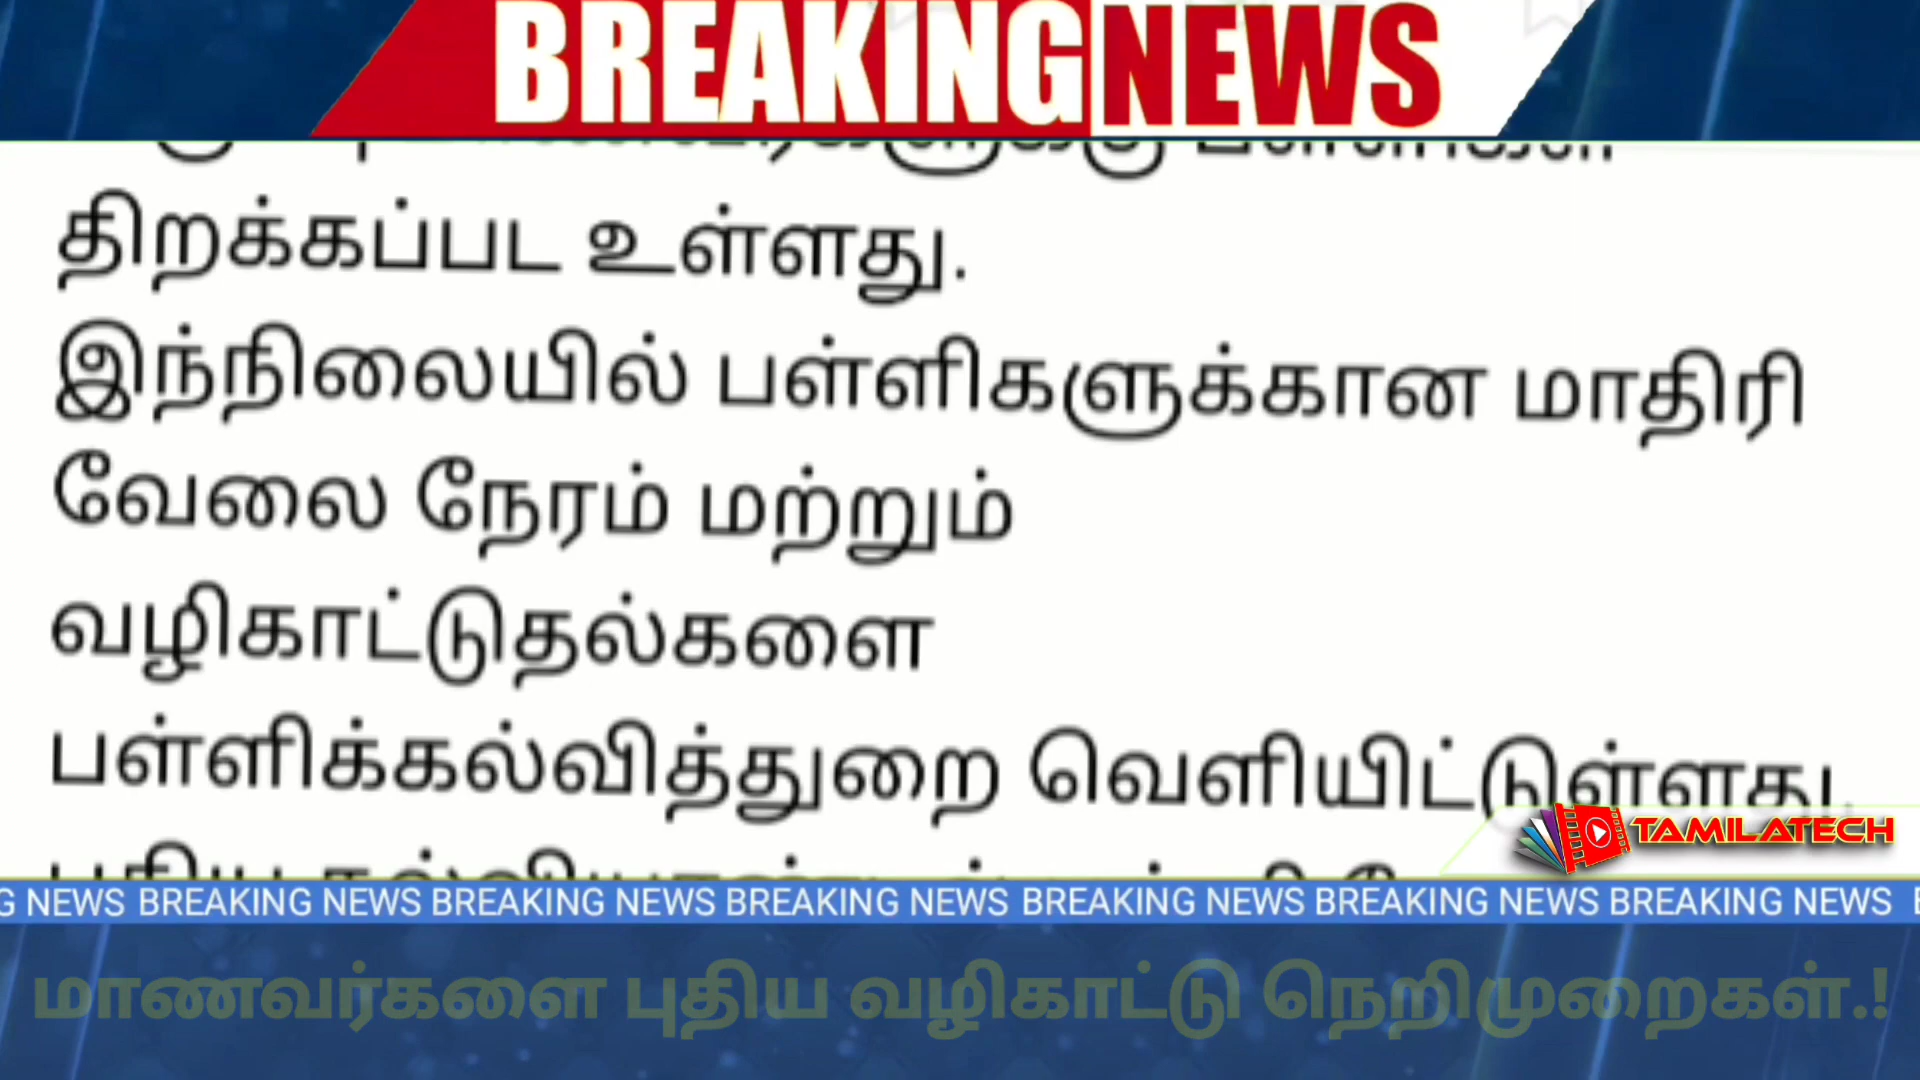 BREAKING NEWS
திறக்கப்பட உள்ளது.
இந்நிலையில் பள்ளிகளுக்கான மாதிரி
வேலை நேரம் மற்றும்
வழிகாட்டுதல்களை
பள்ளிக்கல்வித்துறை வெளியிட்டுள்ளது.
TAMILATECH
G NEWS BREAKING NEWS BREAKING NEWS BREAKING NEWS BREAKING NEWS BREAKING NEWS BREAKING NEWS
மாணவர்களை புதிய வழிகாட்டு நெறிமுறைகள்.!